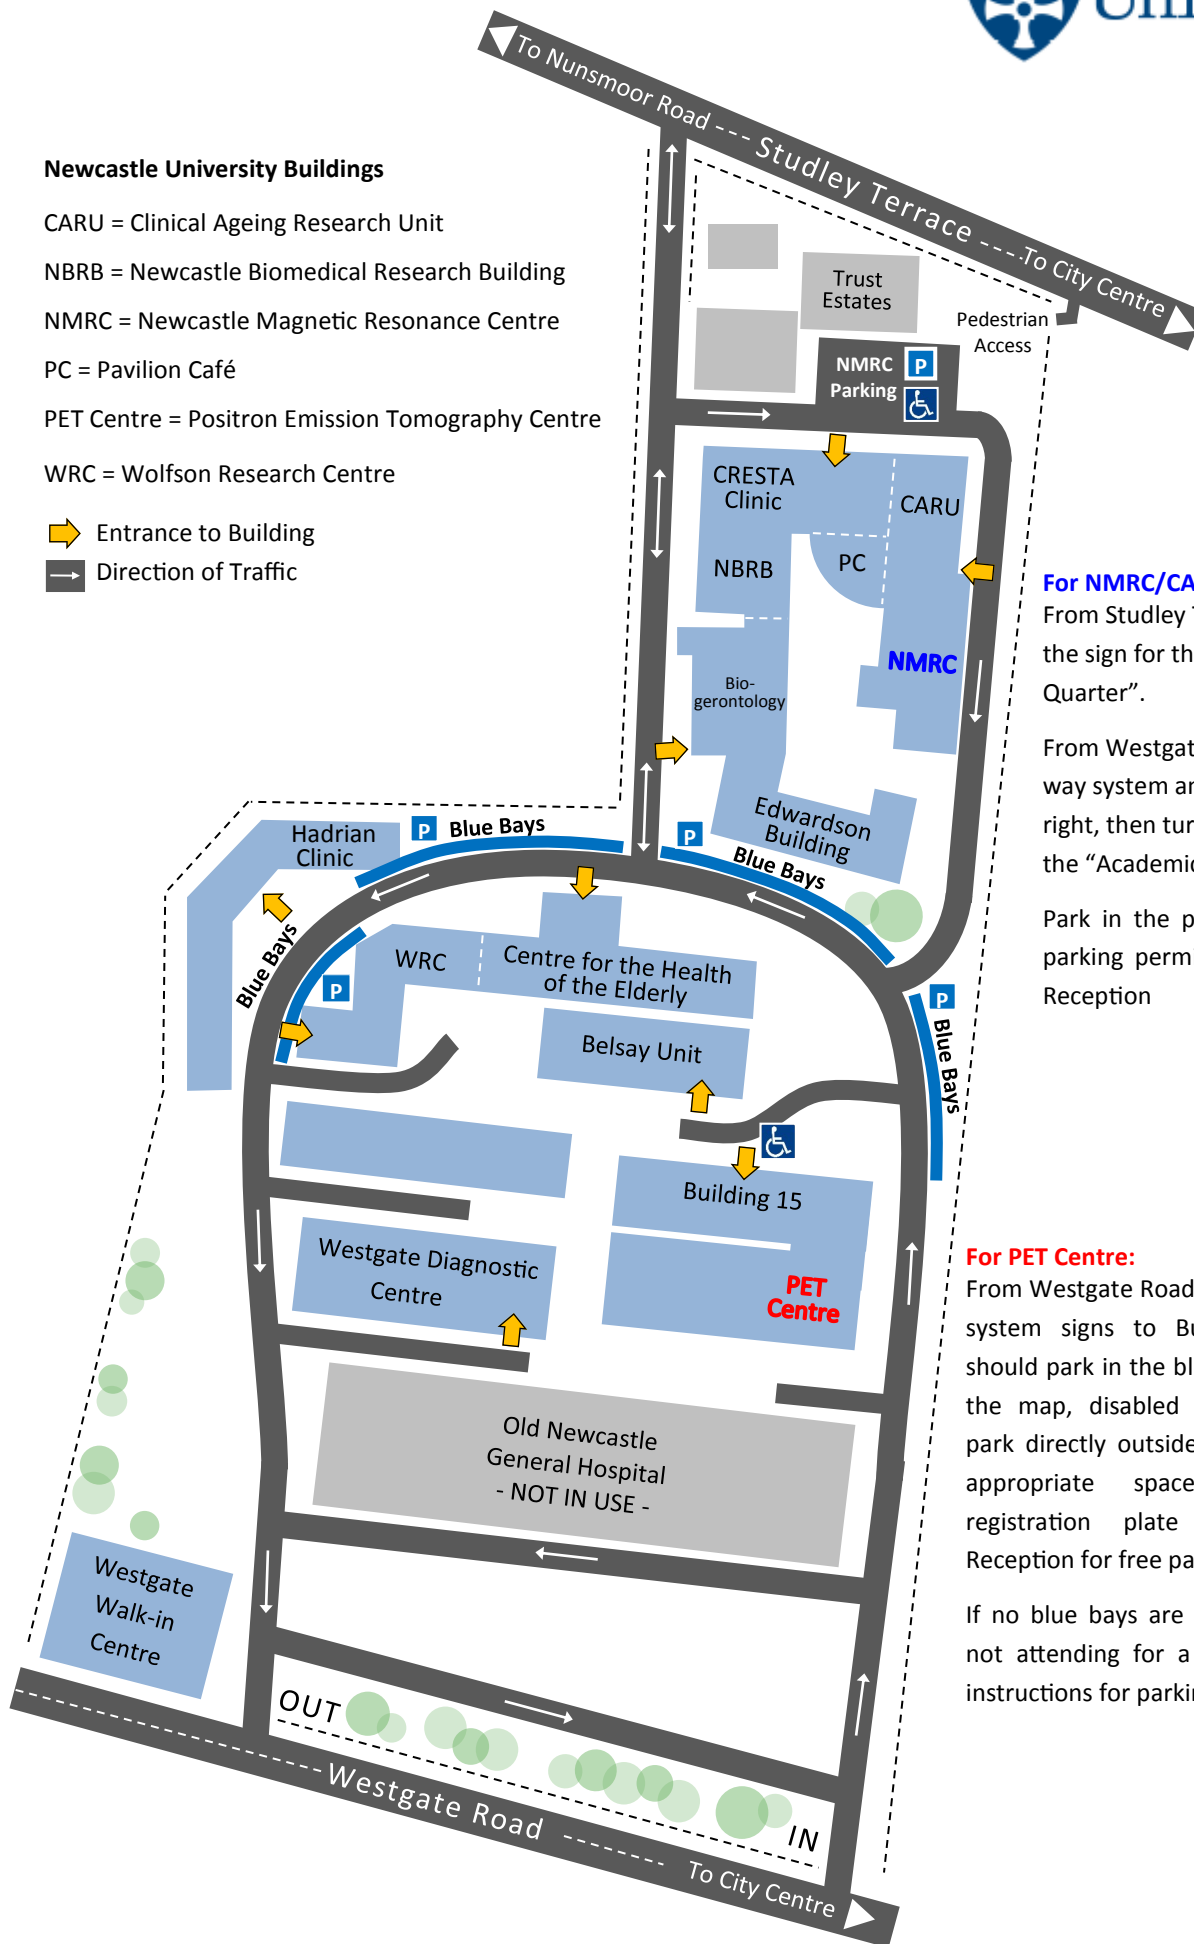 Newcastle University Buildings
CARU = Clinical Ageing Research Unit
NBRB = Newcastle Biomedical Research Building
NMRC = Newcastle Magnetic Resonance Centre
PC = Pavilion Café
PET Centre = Positron Emission Tomography Centre
WRC = Wolfson Research Centre
Entrance to Building
Direction of Traffic
To Nunsmoor Road ---- Studley Terrace ----To City Centre
Trust
Estates
Pedestrian
Access
NMRC
Parking
P
CRESTA
Clinic
CARU
NBRB
PC
NMRC
Bio-
gerontology
Edwardson
Building
Hadrian
Clinic
P
Blue Bays
P
Blue Bays
Blue Bays
P
WRC
Centre for the Health
of the Elderly
Belsay Unit
P
Blue Bays
Building 15
Westgate Diagnostic
Centre
PET
Centre
Old Newcastle
General Hospital
- NOT IN USE -
Westgate
Walk-in
Centre
OUT
IN
Westgate Road
To City Centre
For NMRC/CA
From Studley
the sign for th
Quarter”.
From Westgat
way system an
right, then tur
the “Academic
Park in the p
parking perm
Reception
For PET Centre:
From Westgate Road
system signs to Bu
should park in the bl
the map, disabled
park directly outside
appropriate space
registration plate
Reception for free pa
If no blue bays are
not attending for a
instructions for parkin